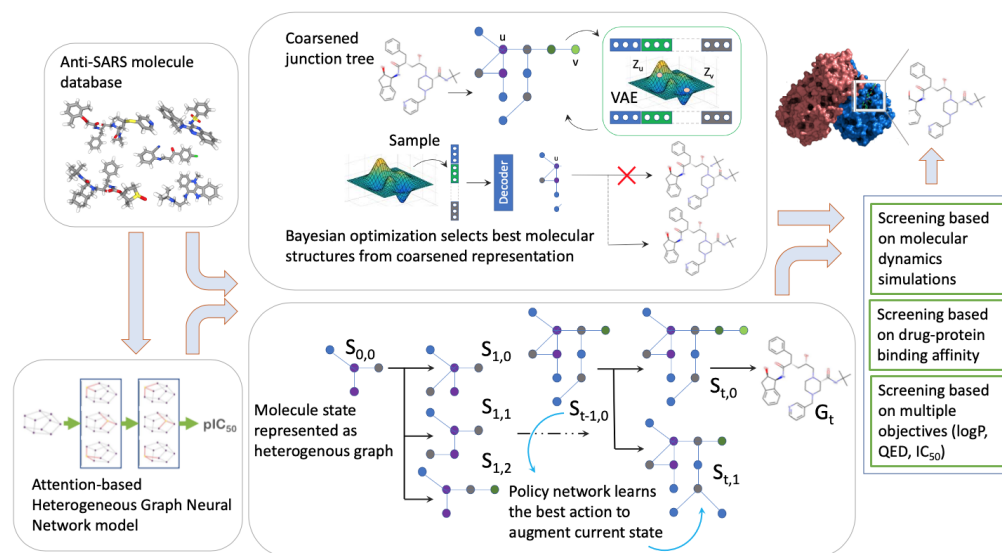 Anti-SARS molecule
database
Coarsened
junction tree
u
v
Zu
Zv
VAE
Sample
Decoder
u
Bayesian optimization selects best molecular
structures from coarsened representation
Attention-based
Heterogeneous Graph Neural
Network model
pIC50
S0,0
S1,0
S1,1
S1,2
St-1,0
St,0
St,1
Gt
Molecule state
represented as
heterogenous graph
Policy network learns
the best action to
augment current state
Screening based
on molecular
dynamics
simulations
Screening based
on drug-protein
binding affinity
Screening based
on multiple
objectives (logP,
QED, IC50)